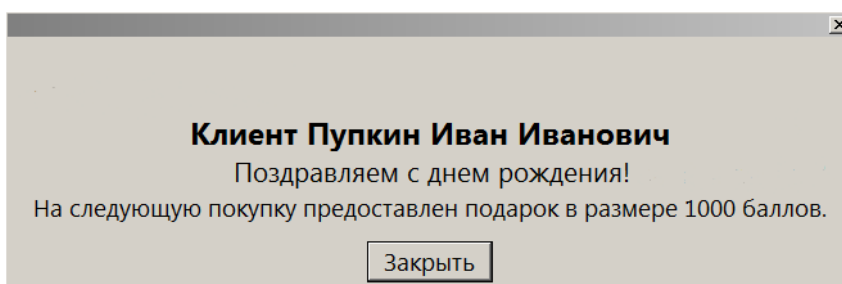 Клиент Пупкин Иван Иванович
Поздравляем с днем рождения!
На следующую покупку предоставлен подарок в размере 1000 баллов.
Закрыть